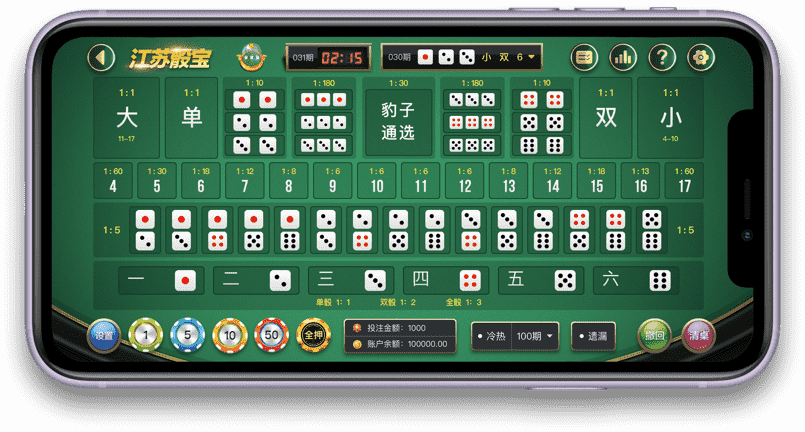 江苏骰宝
031期 02:15
030期 小 双 6
1:1 1:1 1:10 1:180 1:30 1:180 1:10 1:1 1:1
大 单 豹子 双 小
通选
11-17 4-10
1:60 1:30 1:18 1:12 1:8 1:6 1:6 1:6 1:6 1:8 1:12 1:18 1:13 1:60
4 5 6 7 8 9 10 11 12 13 14 15 16 17
1:5 1:5
一 二 三 四 五 六
单骰 1:1 双骰 1:2 全骰 1:3
设置 1 5 10 50 全押
投注金额：1000
账户余额：100000.00
冷热 100期
遗漏
撤回 清桌